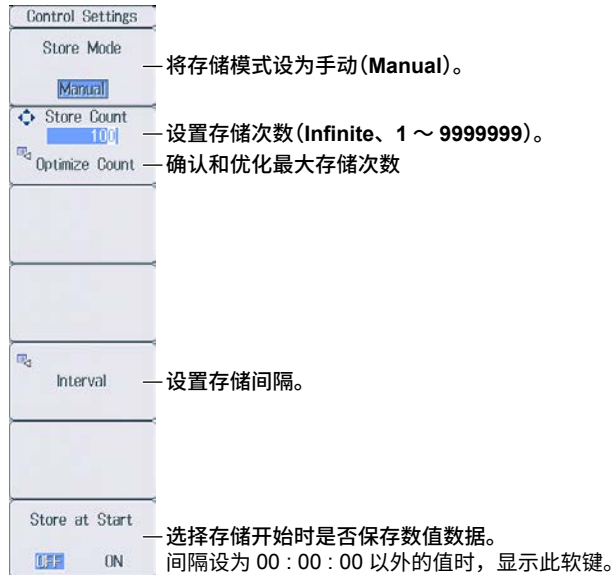 Control Settings
Store Mode
将存储模式设为手动（Manual）。
Manual
Store Count
100
设置存储次数（Infinite、1 ～ 9999999）。
Optimize Count
确认和优化最大存储次数
Interval
设置存储间隔。
Store at Start
选择存储开始时是否保存数值数据。
OFF ON
间隔设为 00 : 00 : 00 以外的值时，显示此软键。